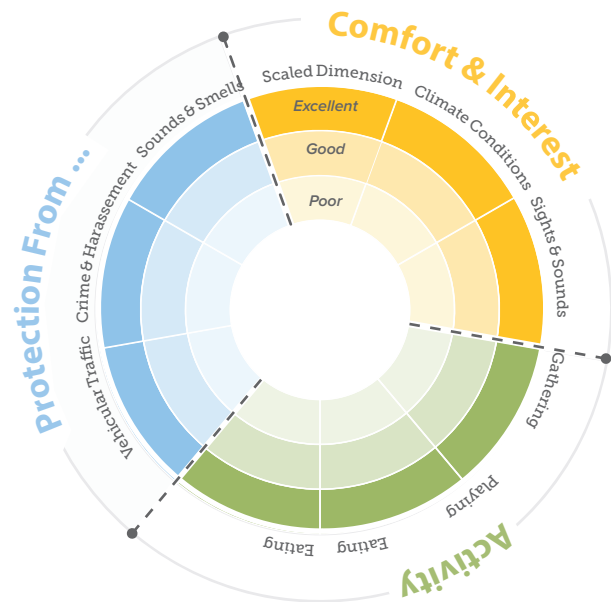 Comfort & Interest
Scaled Dimension
Climate Conditions
Sights & Sounds
Excellent
Good
Poor
Protection From ...
Sounds & Smells
Crime & Harassement
Vehicular Traffic
Activity
Gathering
Playing
Eating
Eating